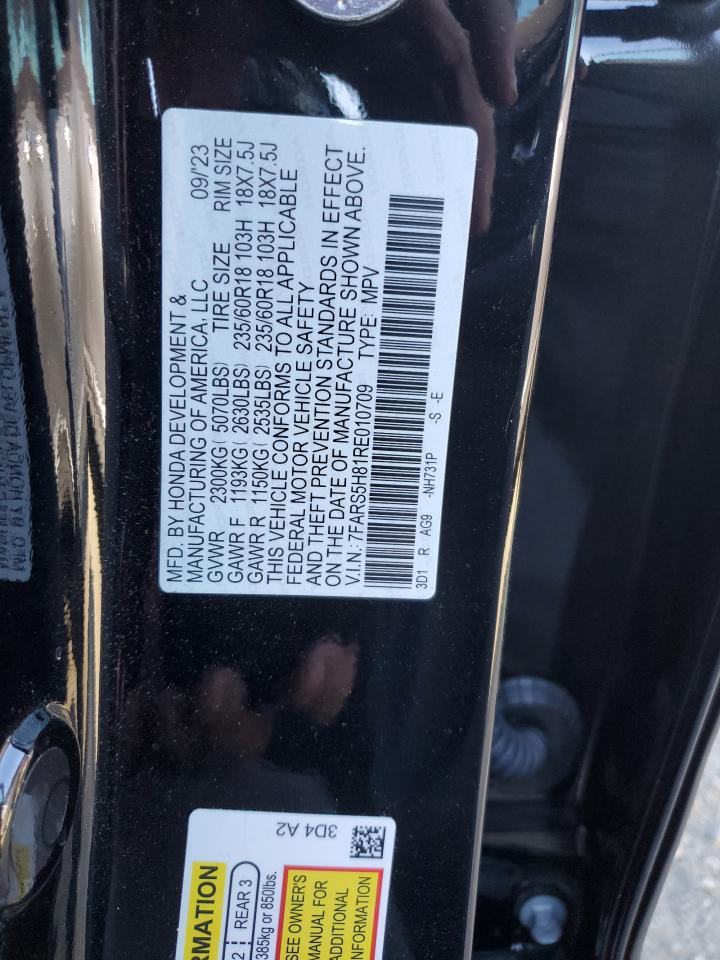 MFD. BY HONDA DEVELOPMENT &
MANUFACTURING OF AMERICA, LLC 09/'23
GVWR 2300KG( 5070LBS) TIRE SIZE RIM SIZE
GAWR F 1193KG( 2630LBS) 235/60R18 103H 18X7.5J
GAWR R 1150KG( 2535LBS) 235/60R18 103H 18X7.5J
THIS VEHICLE CONFORMS TO ALL APPLICABLE
FEDERAL MOTOR VEHICLE SAFETY
AND THEFT PREVENTION STANDARDS IN EFFECT
ON THE DATE OF MANUFACTURE SHOWN ABOVE.
V.I.N.: 7FARS5H81RE010709 TYPE: MPV
3D1 R AG9 -NH731P -S -E
RMATION
2 REAR 3
385kg or 850lbs.
SEE OWNER'S
MANUAL FOR
ADDITIONAL
INFORMATION
3D4 A2